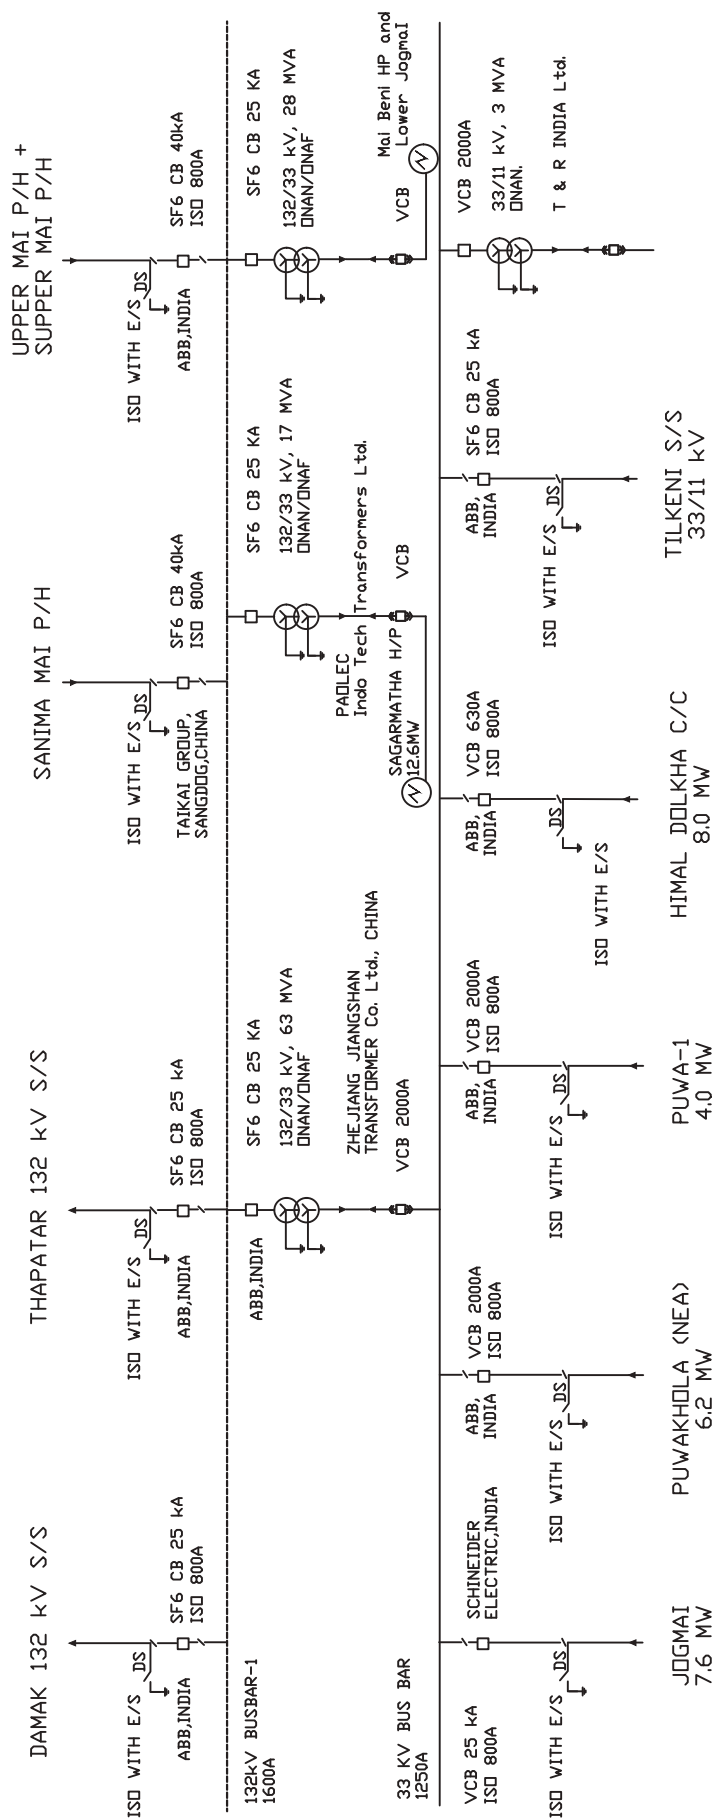 DAMAK 132 kV S/S
ISO WITH E/S
DS
ABB,INDIA
SF6 CB 25 kA
ISO 800A
THAPATAR 132 kV S/S
ISO WITH E/S
DS
ABB,INDIA
SF6 CB 25 kA
ISO 800A
SANIMA MAI P/H
ISO WITH E/S
DS
TAIKAI GROUP,
SANGDOG,CHINA
SF6 CB 40kA
ISO 800A
UPPER MAI P/H +
SUPPER MAI P/H
ISO WITH E/S
DS
ABB,INDIA
SF6 CB 40kA
ISO 800A
132kV BUSBAR-1
1600A
ABB,INDIA
SF6 CB 25 KA
132/33 kV, 63 MVA
ONAN/ONAF
ZHEJIANG JIANGSHAN
TRANSFORMER Co. Ltd., CHINA
VCB 2000A
SF6 CB 25 KA
132/33 kV, 17 MVA
ONAN/ONAF
PAOLEC
Indo Tech Transformers Ltd.
SAGARMATHA H/P
12.6MW
VCB
SF6 CB 25 KA
132/33 kV, 28 MVA
ONAN/ONAF
VCB
Mai Beni HP and
Lower Jogmai
33 KV BUS BAR
1250A
VCB 25 kA
ISO 800A
SCHINEIDER
ELECTRIC,INDIA
ISO WITH E/S
DS
JOGMAI
7.6 MW
ABB,
INDIA
VCB 2000A
ISO 800A
ISO WITH E/S
DS
PUWAKHOLA (NEA)
6.2 MW
ABB,
INDIA
VCB 2000A
ISO 800A
ISO WITH E/S
DS
PUWA-1
4.0 MW
ABB,
INDIA
VCB 630A
ISO 800A
DS
ISO WITH E/S
HIMAL DOLKHA C/C
8.0 MW
ABB,
INDIA
SF6 CB 25 kA
ISO 800A
ISO WITH E/S
DS
TILKENI S/S
33/11 kV
VCB 2000A
33/11 kV, 3 MVA
ONAN.
T & R INDIA Ltd.